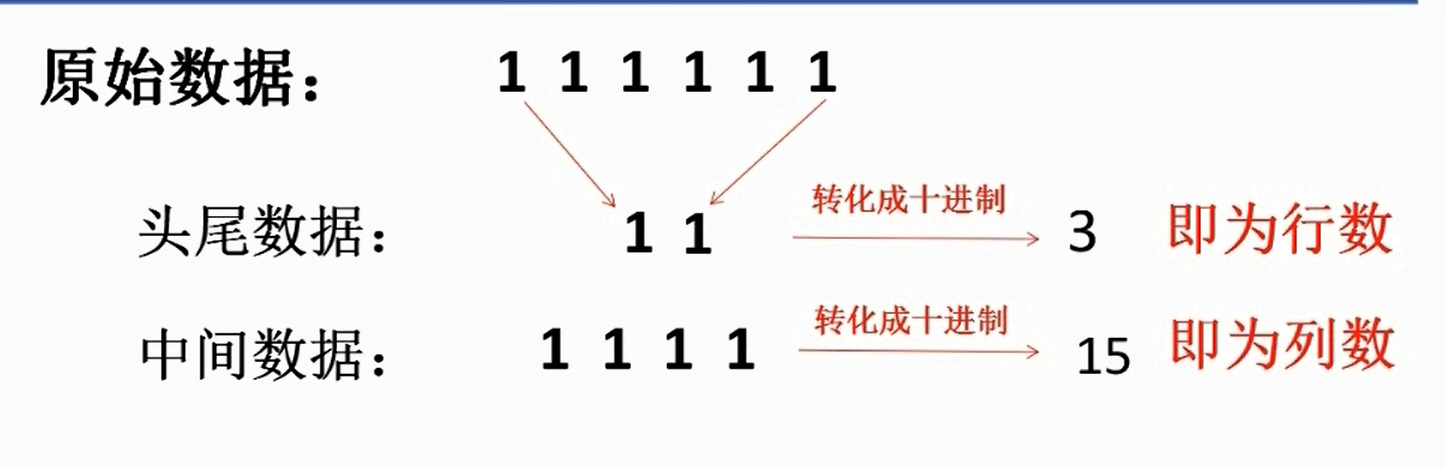 原始数据： 1 1 1 1 1 1
头尾数据： 1 1 转化成十进制 3 即为行数
中间数据： 1 1 1 1 转化成十进制 15 即为列数